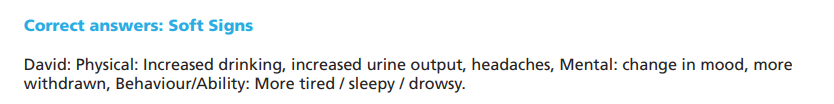 Correct answers: Soft Signs
David: Physical: Increased drinking, increased urine output, headaches, Mental: change in mood, more
withdrawn, Behaviour/Ability: More tired / sleepy / drowsy.